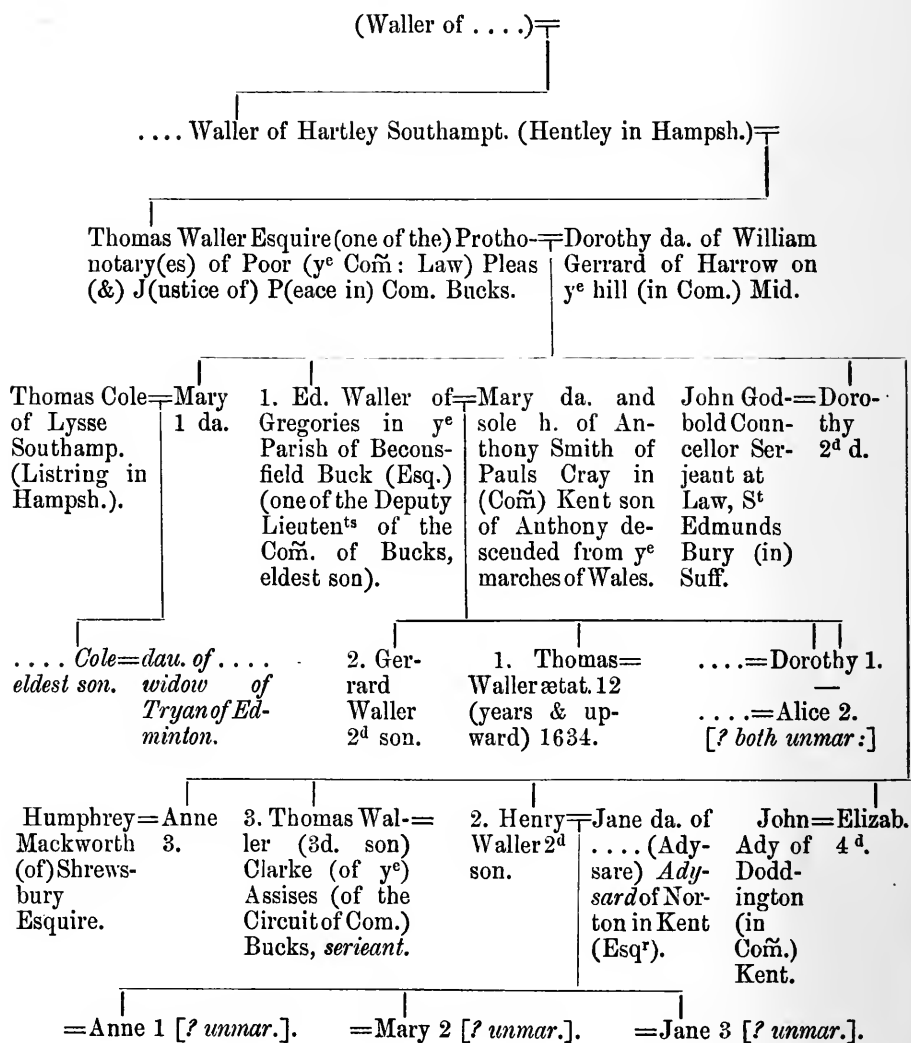 (Waller of . . . .)
. . . . Waller of Hartley Southampt. (Hentley in Hampsh.)
Thomas Waller Esquire (one of the) Protho-
notary(es) of Poor (yᵉ Com̃ : Law) Pleas
(&) J(ustice of) P(eace in) Com. Bucks.
Dorothy da. of William
Gerrard of Harrow on
yᵉ hill (in Com.) Mid.
Thomas Cole=
of Lysse
Southamp.
(Listring in
Hampsh.).
Mary
1 da.
1. Ed. Waller of
Gregories in yᵉ
Parish of Becons-
field Buck (Esq.)
(one of the Deputy
Lieutenᵗˢ of the
Com̃. of Bucks,
eldest son).
Mary da. and
sole h. of An-
thony Smith of
Pauls Cray in
(Com̃) Kent son
of Anthony de-
scended from yᵉ
marches of Wales.
John God-=
bold Coun-
cellor Ser-
jeant at
Law, Sᵗ
Edmunds
Bury (in)
Suff.
Doro-
thy
2ᵈ d.
. . . . Cole=
eldest son.
dau. of . . . .
widow of
Tryan of Ed-
minton.
2. Ger-
rard
Waller
2ᵈ son.
1. Thomas=
Waller ætat. 12
(years & up-
ward) 1634.
. . . .=Dorothy 1.
—
. . . .=Alice 2.
[? both unmar :]
Humphrey=
Mackworth
(of) Shrews-
bury
Esquire.
Anne
3.
3. Thomas Wal-=
ler (3d. son)
Clarke (of yᵉ)
Assises (of the
Circuit of Com.)
Bucks, serieant.
2. Henry
Waller 2ᵈ
son.
Jane da. of
. . . . (Ady-
sare) Ady-
sard of Nor-
ton in Kent
(Esqʳ).
John=
Ady of
Dodd-
ington
(in
Com̃.)
Kent.
Elizab.
4 ᵈ.
=Anne 1 [? unmar.].
=Mary 2 [? unmar.].
=Jane 3 [? unmar.].